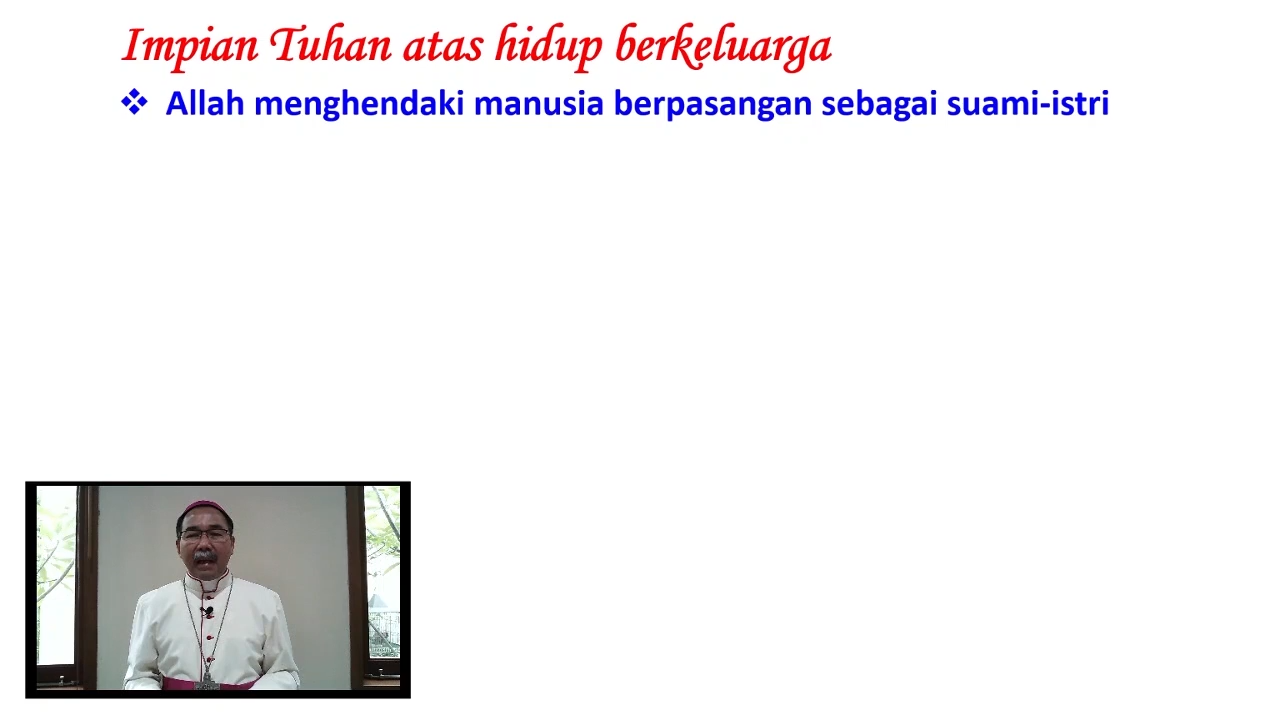 Impian Tuhan atas hidup berkeluarga
❖ Allah menghendaki manusia berpasangan sebagai suami-istri